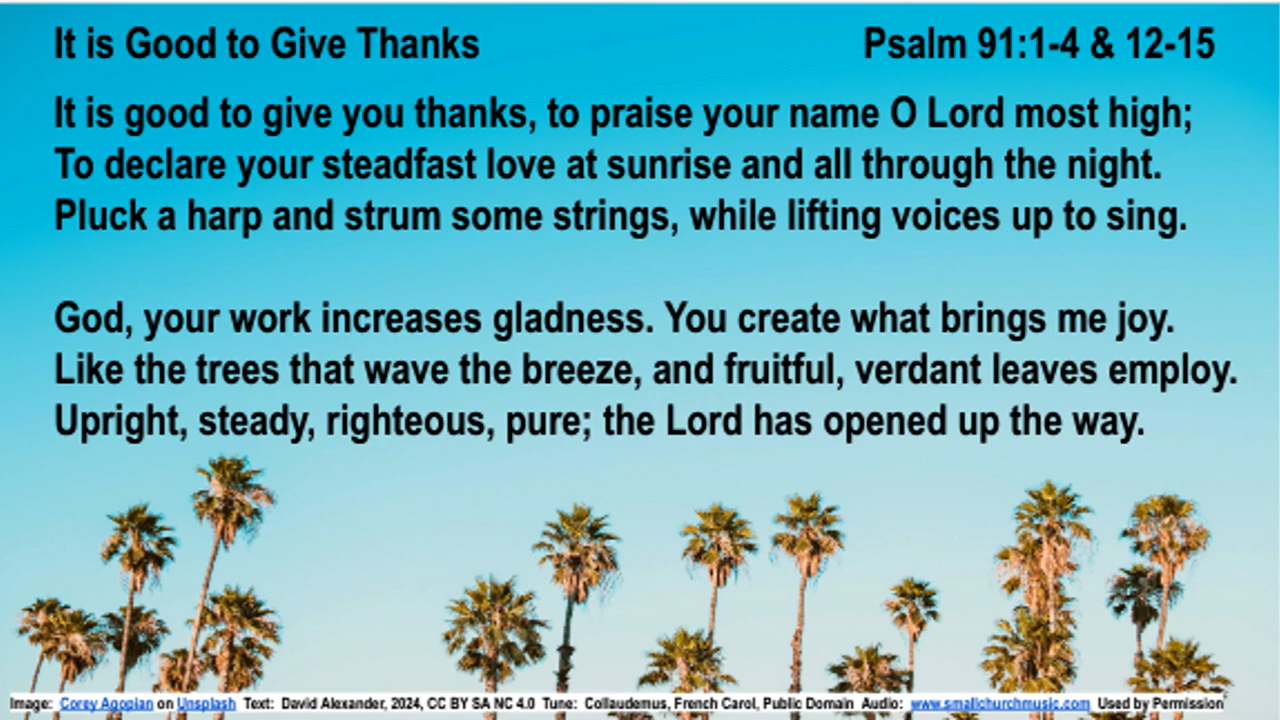 It is Good to Give Thanks Psalm 91:1-4 & 12-15
It is good to give you thanks, to praise your name O Lord most high;
To declare your steadfast love at sunrise and all through the night.
Pluck a harp and strum some strings, while lifting voices up to sing.
God, your work increases gladness. You create what brings me joy.
Like the trees that wave the breeze, and fruitful, verdant leaves employ.
Upright, steady, righteous, pure; the Lord has opened up the way.
Image: Corey Agopian on Unsplash Text: David Alexander, 2024, CC BY SA NC 4.0 Tune: Collaudemus, French Carol, Public Domain Audio: www.smallchurchmusic.com Used by Permission